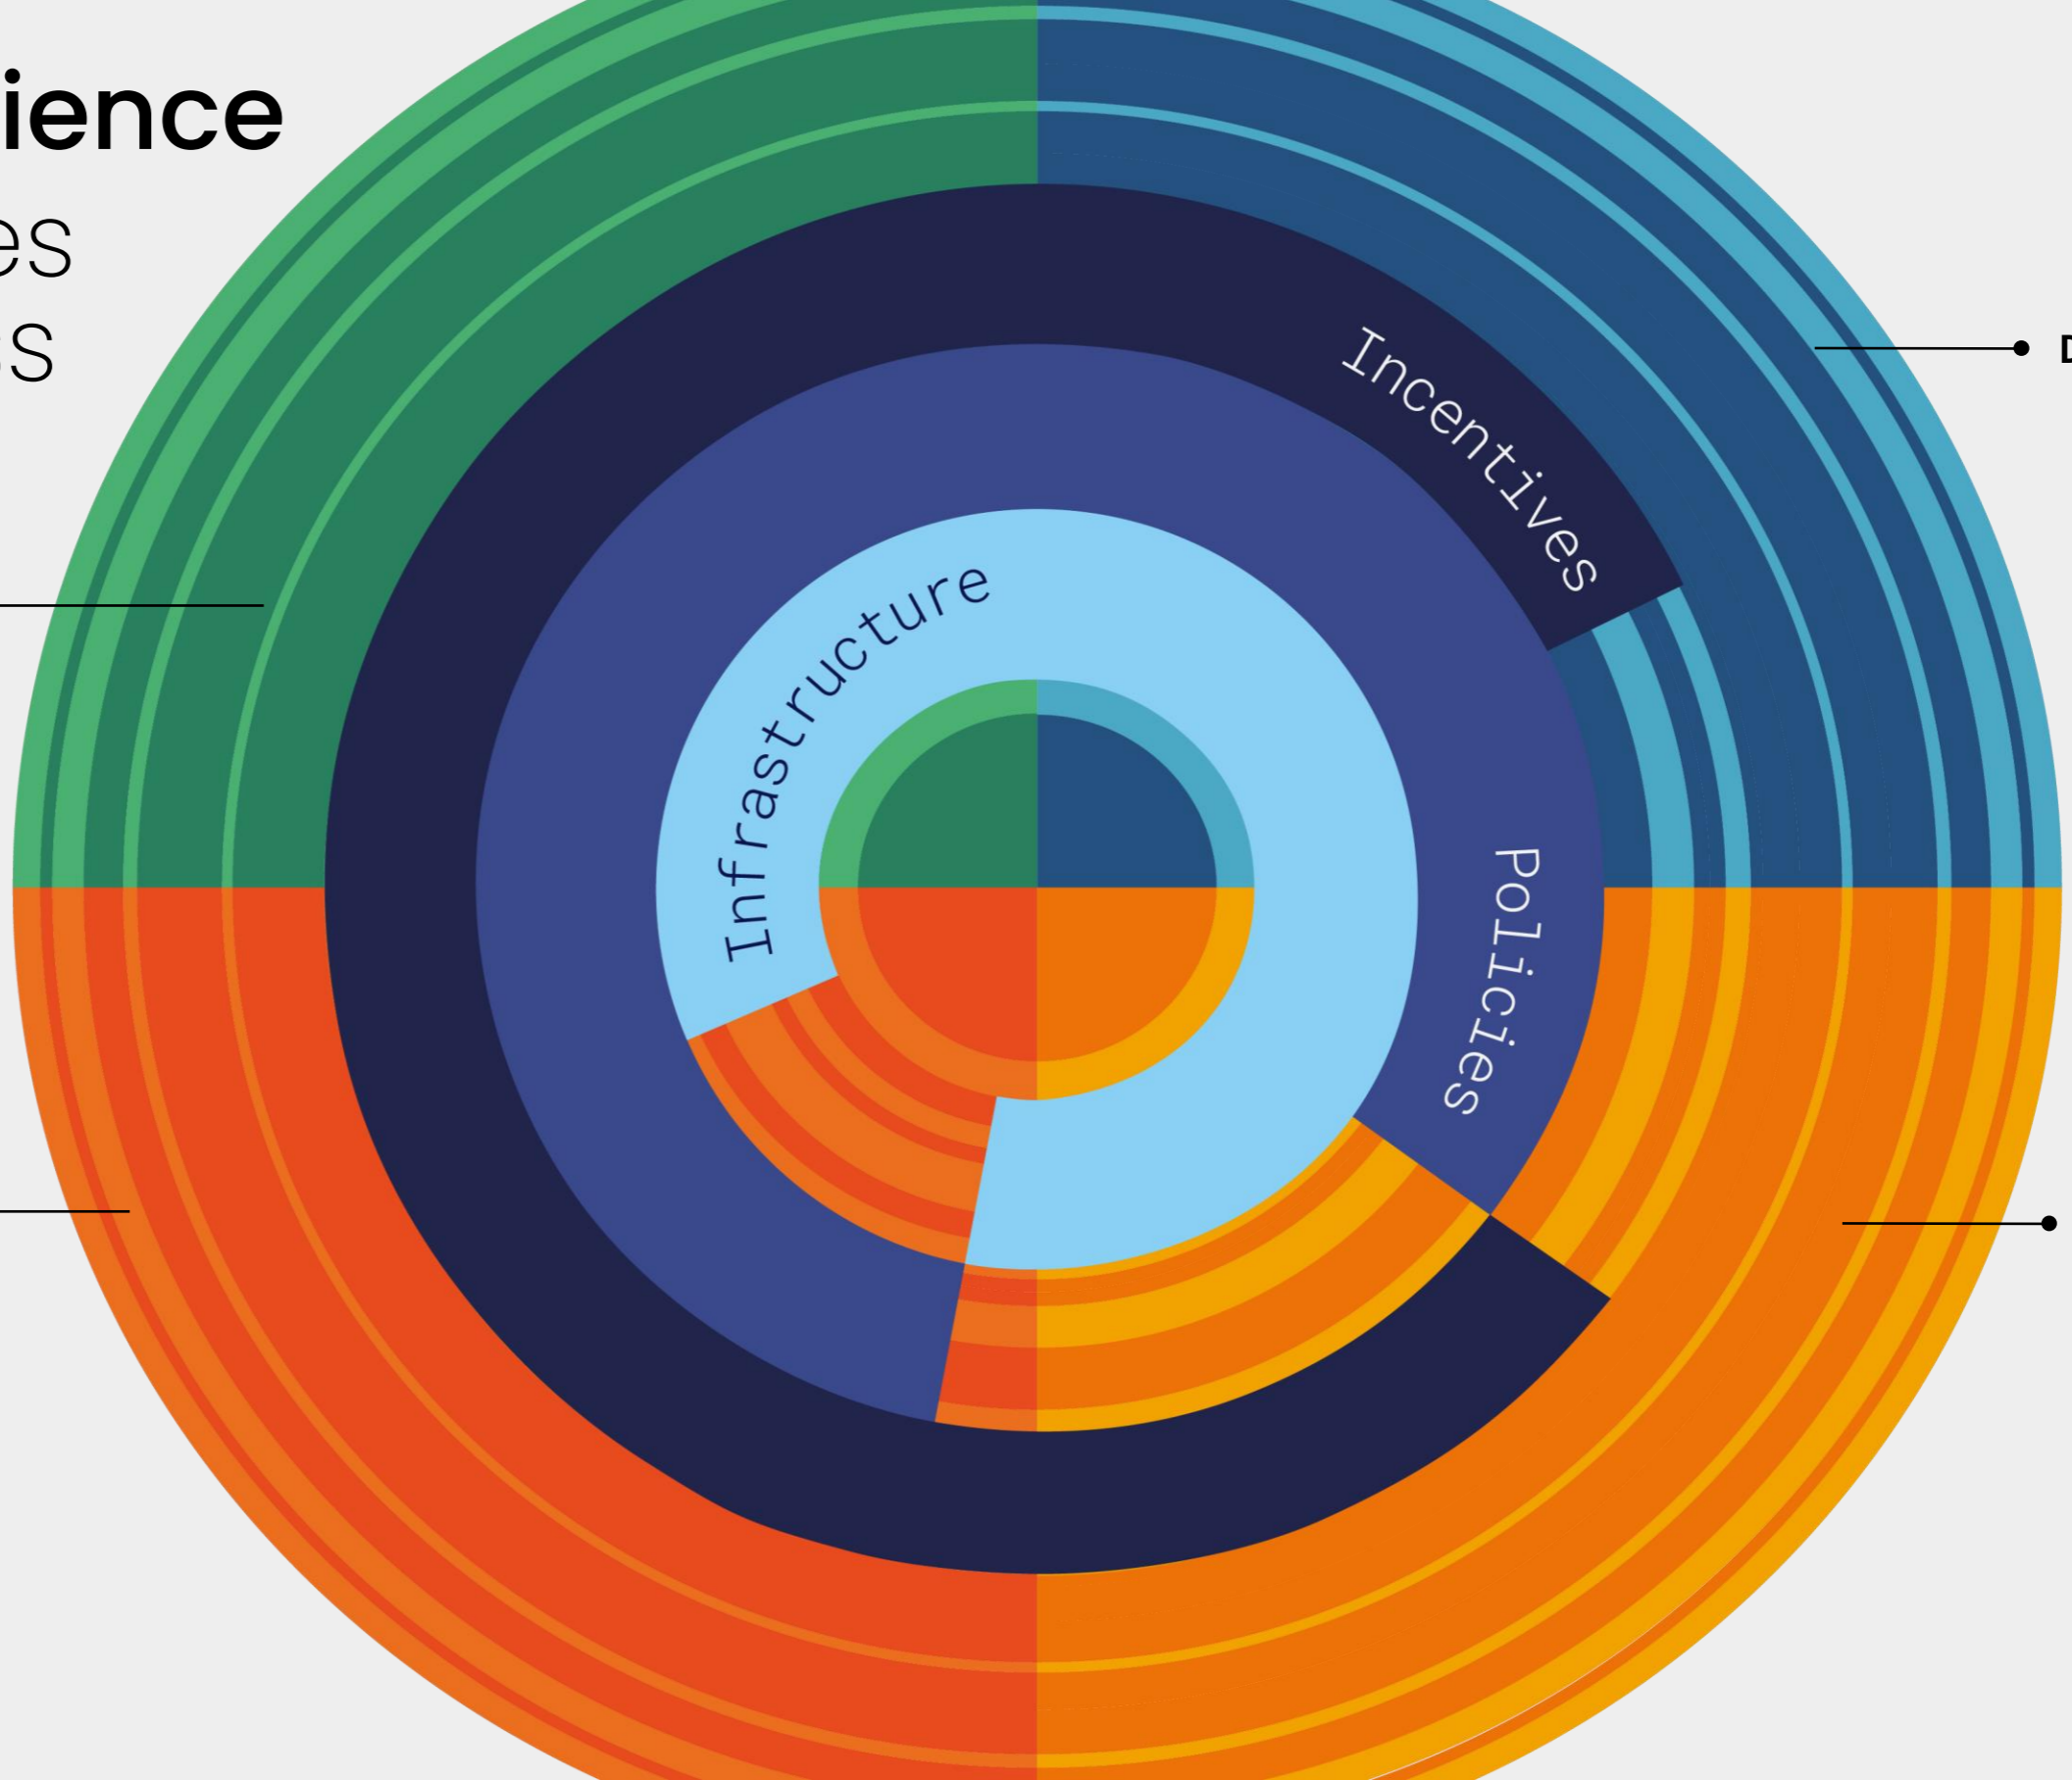 ience
es
s
Incentives
Infrastructure
Policies